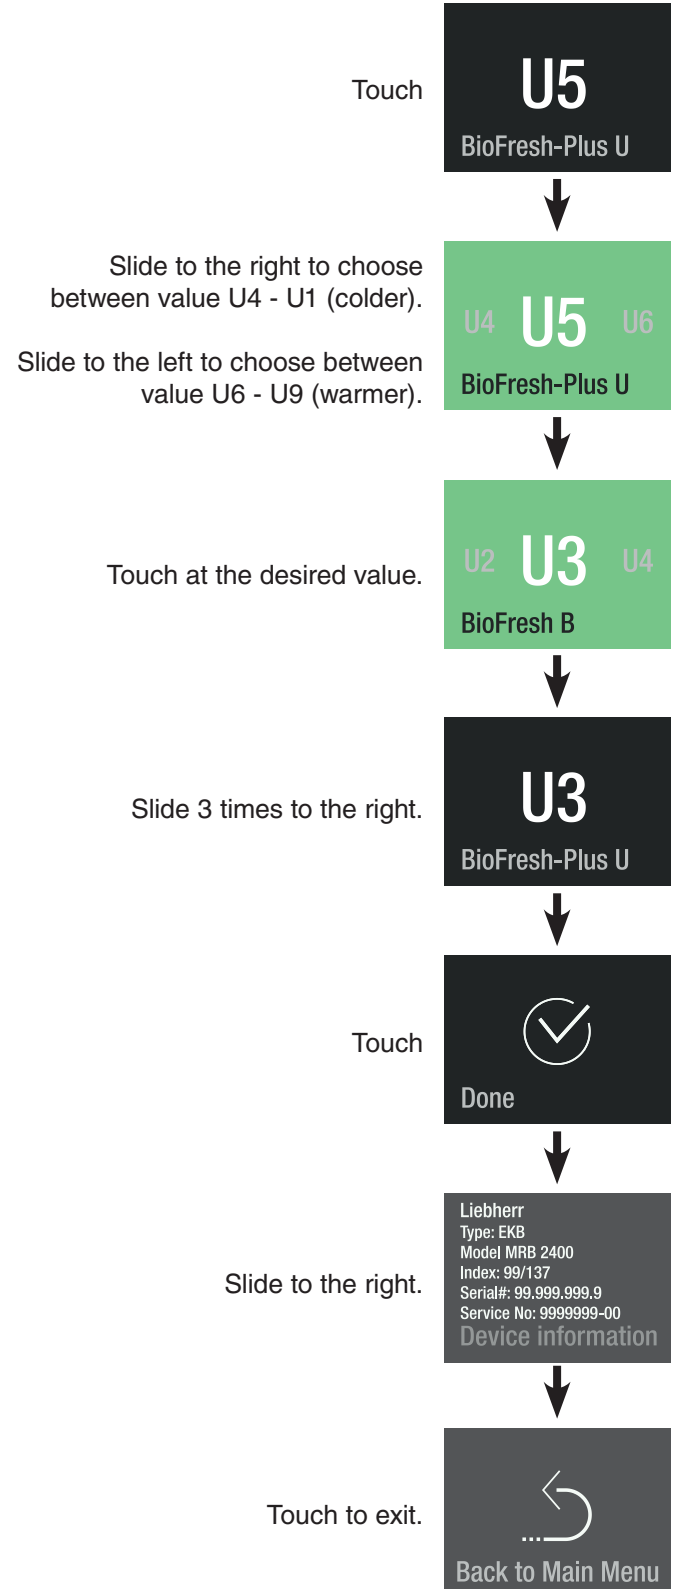 Touch
U5
BioFresh-Plus U
Slide to the right to choose
between value U4 - U1 (colder).
Slide to the left to choose between
value U6 - U9 (warmer).
U4 U5 U6
BioFresh-Plus U
Touch at the desired value.
U2 U3 U4
BioFresh B
Slide 3 times to the right.
U3
BioFresh-Plus U
Touch
Done
Slide to the right.
Liebherr
Type: EKB
Model MRB 2400
Index: 99/137
Serial#: 99.999.999.9
Service No: 9999999-00
Device information
Touch to exit.
Back to Main Menu